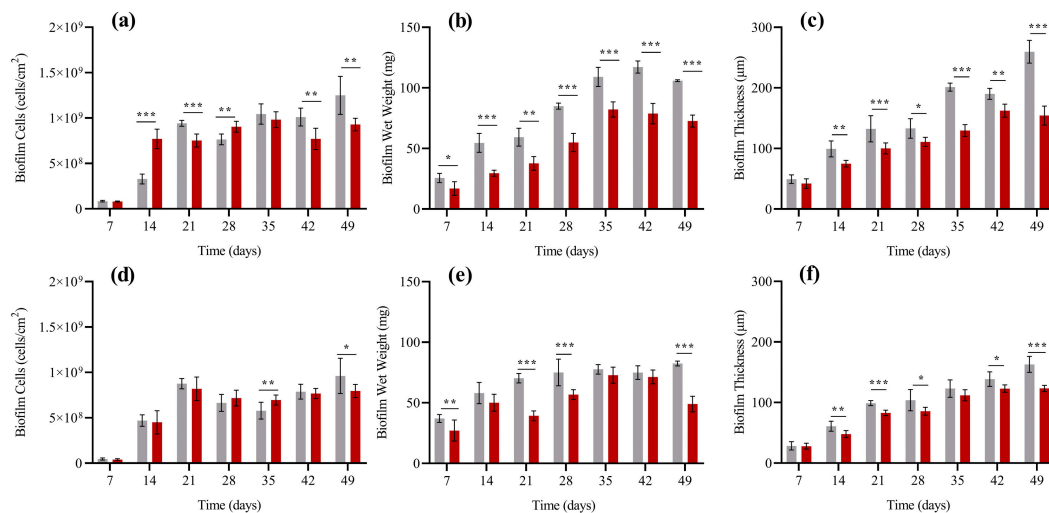 (a)
Biofilm Cells (cells/cm²)
2×10⁹
1.5×10⁹
1×10⁹
5×10⁸
0
***
***
**
**
**
7 14 21 28 35 42 49
Time (days)
(b)
Biofilm Wet Weight (mg)
150
100
50
0
*
***
**
***
***
***
***
7 14 21 28 35 42 49
Time (days)
(c)
Biofilm Thickness (μm)
300
200
100
0
**
***
*
***
**
***
7 14 21 28 35 42 49
Time (days)
(d)
Biofilm Cells (cells/cm²)
2×10⁹
1.5×10⁹
1×10⁹
5×10⁸
0
**
*
7 14 21 28 35 42 49
Time (days)
(e)
Biofilm Wet Weight (mg)
150
100
50
0
**
***
***
***
7 14 21 28 35 42 49
Time (days)
(f)
Biofilm Thickness (μm)
300
200
100
0
**
***
*
*
***
7 14 21 28 35 42 49
Time (days)